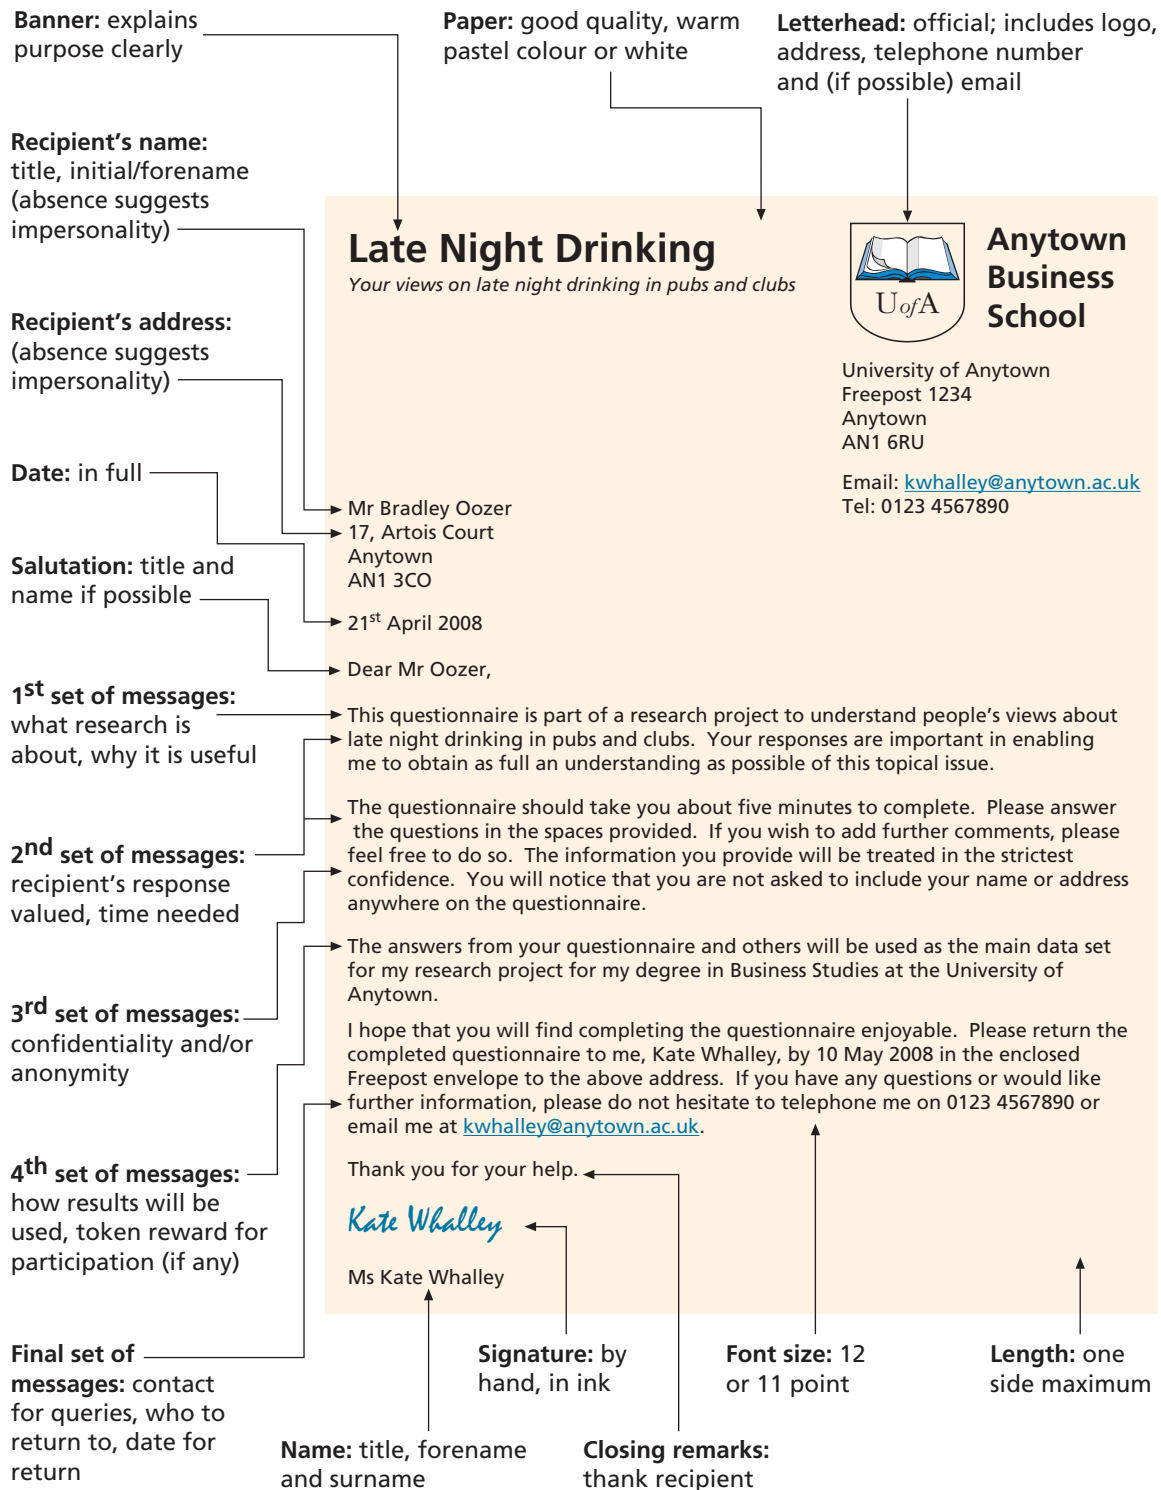 Banner: explains
purpose clearly
Paper: good quality, warm
pastel colour or white
Letterhead: official; includes logo,
address, telephone number
and (if possible) email
Recipient's name:
title, initial/forename
(absence suggests
impersonality)
Recipient's address:
(absence suggests
impersonality)
Date: in full
Salutation: title and
name if possible
1st set of messages:
what research is
about, why it is useful
2nd set of messages:
recipient's response
valued, time needed
3rd set of messages:
confidentiality and/or
anonymity
4th set of messages:
how results will be
used, token reward for
participation (if any)
Final set of
messages: contact
for queries, who to
return to, date for
return
Late Night Drinking
Your views on late night drinking in pubs and clubs
UofA
Anytown
Business
School
University of Anytown
Freepost 1234
Anytown
AN1 6RU
Email: kwhalley@anytown.ac.uk
Tel: 0123 4567890
Mr Bradley Oozer
17, Artois Court
Anytown
AN1 3CO
21st April 2008
Dear Mr Oozer,
This questionnaire is part of a research project to understand people's views about
late night drinking in pubs and clubs. Your responses are important in enabling
me to obtain as full an understanding as possible of this topical issue.
The questionnaire should take you about five minutes to complete. Please answer
the questions in the spaces provided. If you wish to add further comments, please
feel free to do so. The information you provide will be treated in the strictest
confidence. You will notice that you are not asked to include your name or address
anywhere on the questionnaire.
The answers from your questionnaire and others will be used as the main data set
for my research project for my degree in Business Studies at the University of
Anytown.
I hope that you will find completing the questionnaire enjoyable. Please return the
completed questionnaire to me, Kate Whalley, by 10 May 2008 in the enclosed
Freepost envelope to the above address. If you have any questions or would like
further information, please do not hesitate to telephone me on 0123 4567890 or
email me at kwhalley@anytown.ac.uk.
Thank you for your help.
Kate Whalley
Ms Kate Whalley
Signature: by
hand, in ink
Font size: 12
or 11 point
Length: one
side maximum
Name: title, forename
and surname
Closing remarks:
thank recipient